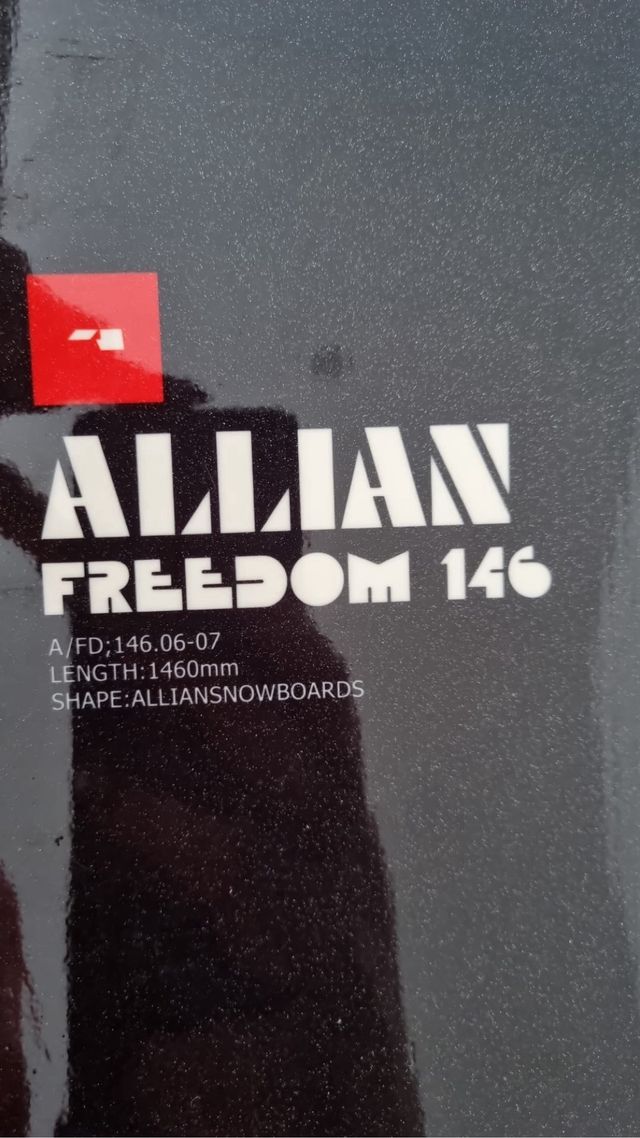 ALLIAN
FREEDOM 146
A/FD;146.06-07
LENGTH:1460mm
SHAPE:ALLIANSNOWBOARDS